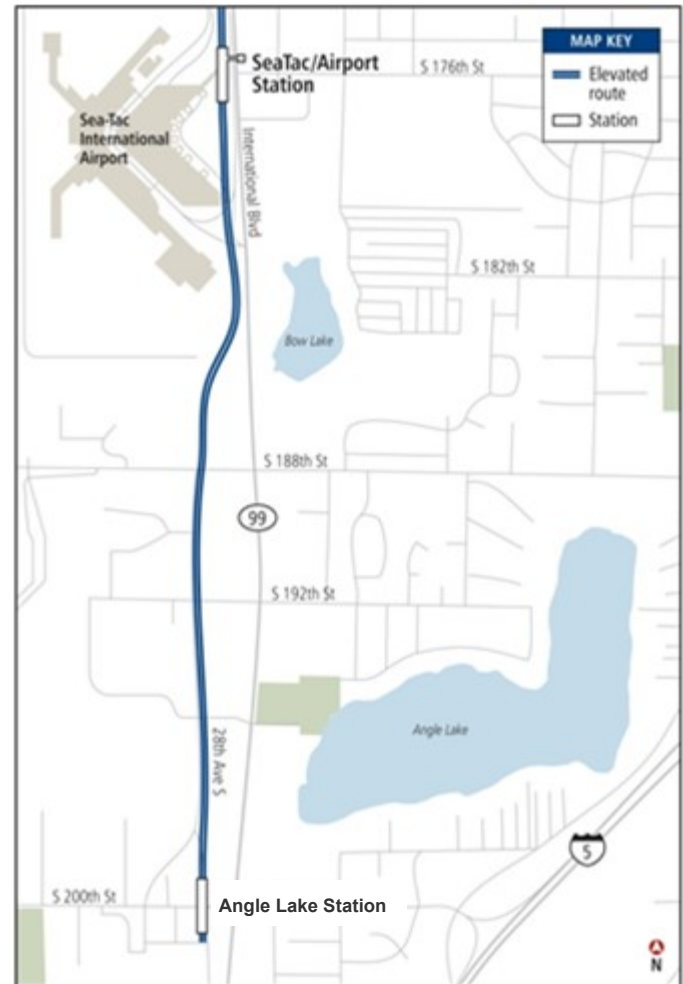 MAP KEY
Elevated
route
Station
SeaTac/Airport
Station
S 176th St
Sea-Tac
International
Airport
International Blvd
S 182th St
Bow Lake
S 188th St
99
S 192th St
Angle Lake
28th Ave S
5
S 200th St
Angle Lake Station
N